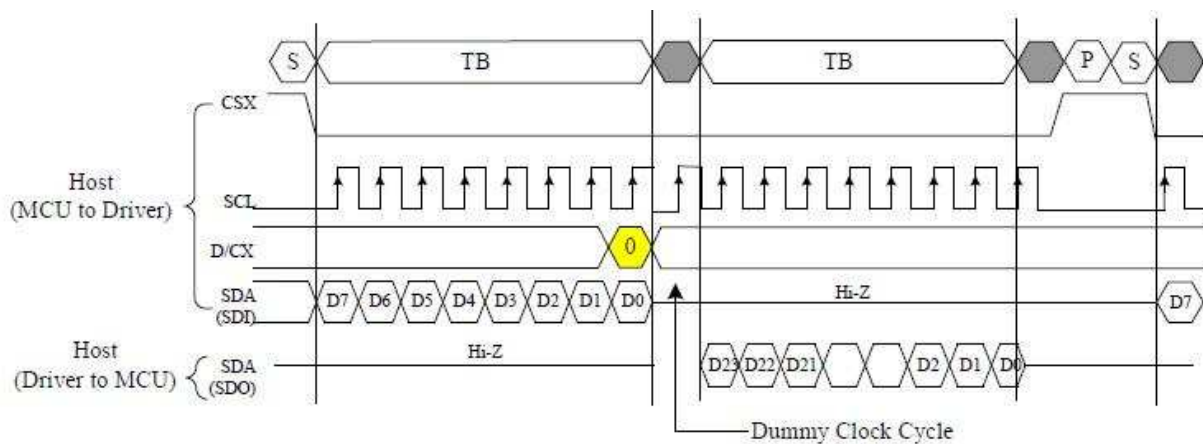 S TB TB P S
CSX
Host
(MCU to Driver)
SCL
D/CX 0
SDA
(SDI)
D7 D6 D5 D4 D3 D2 D1 D0 Hi-Z D7
Host
(Driver to MCU)
SDA
(SDO)
Hi-Z D23 D22 D21 D2 D1 D0
Dummy Clock Cycle